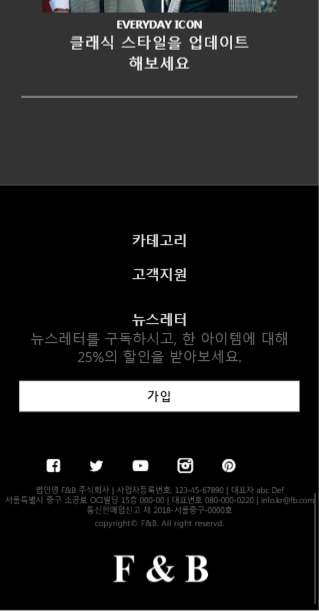 EVERYDAY ICON
클래식 스타일을 업데이트
해보세요
카테고리
고객지원
뉴스레터
뉴스레터를 구독하시고, 한 아이템에 대해
25%의 할인을 받아보세요.
가입
법인명 F&B 주식회사 | 사업자등록번호: 123-45-67890 | 대표자 abc Def
서울특별시 중구 소공로 OCI빌딩 15층 000-00 | 대표번호 080-000-0220 | info.kr@fb.com
통신판매업신고 제 2018-서울중구-0000호
copyright© F&B. All right reservd.
F & B